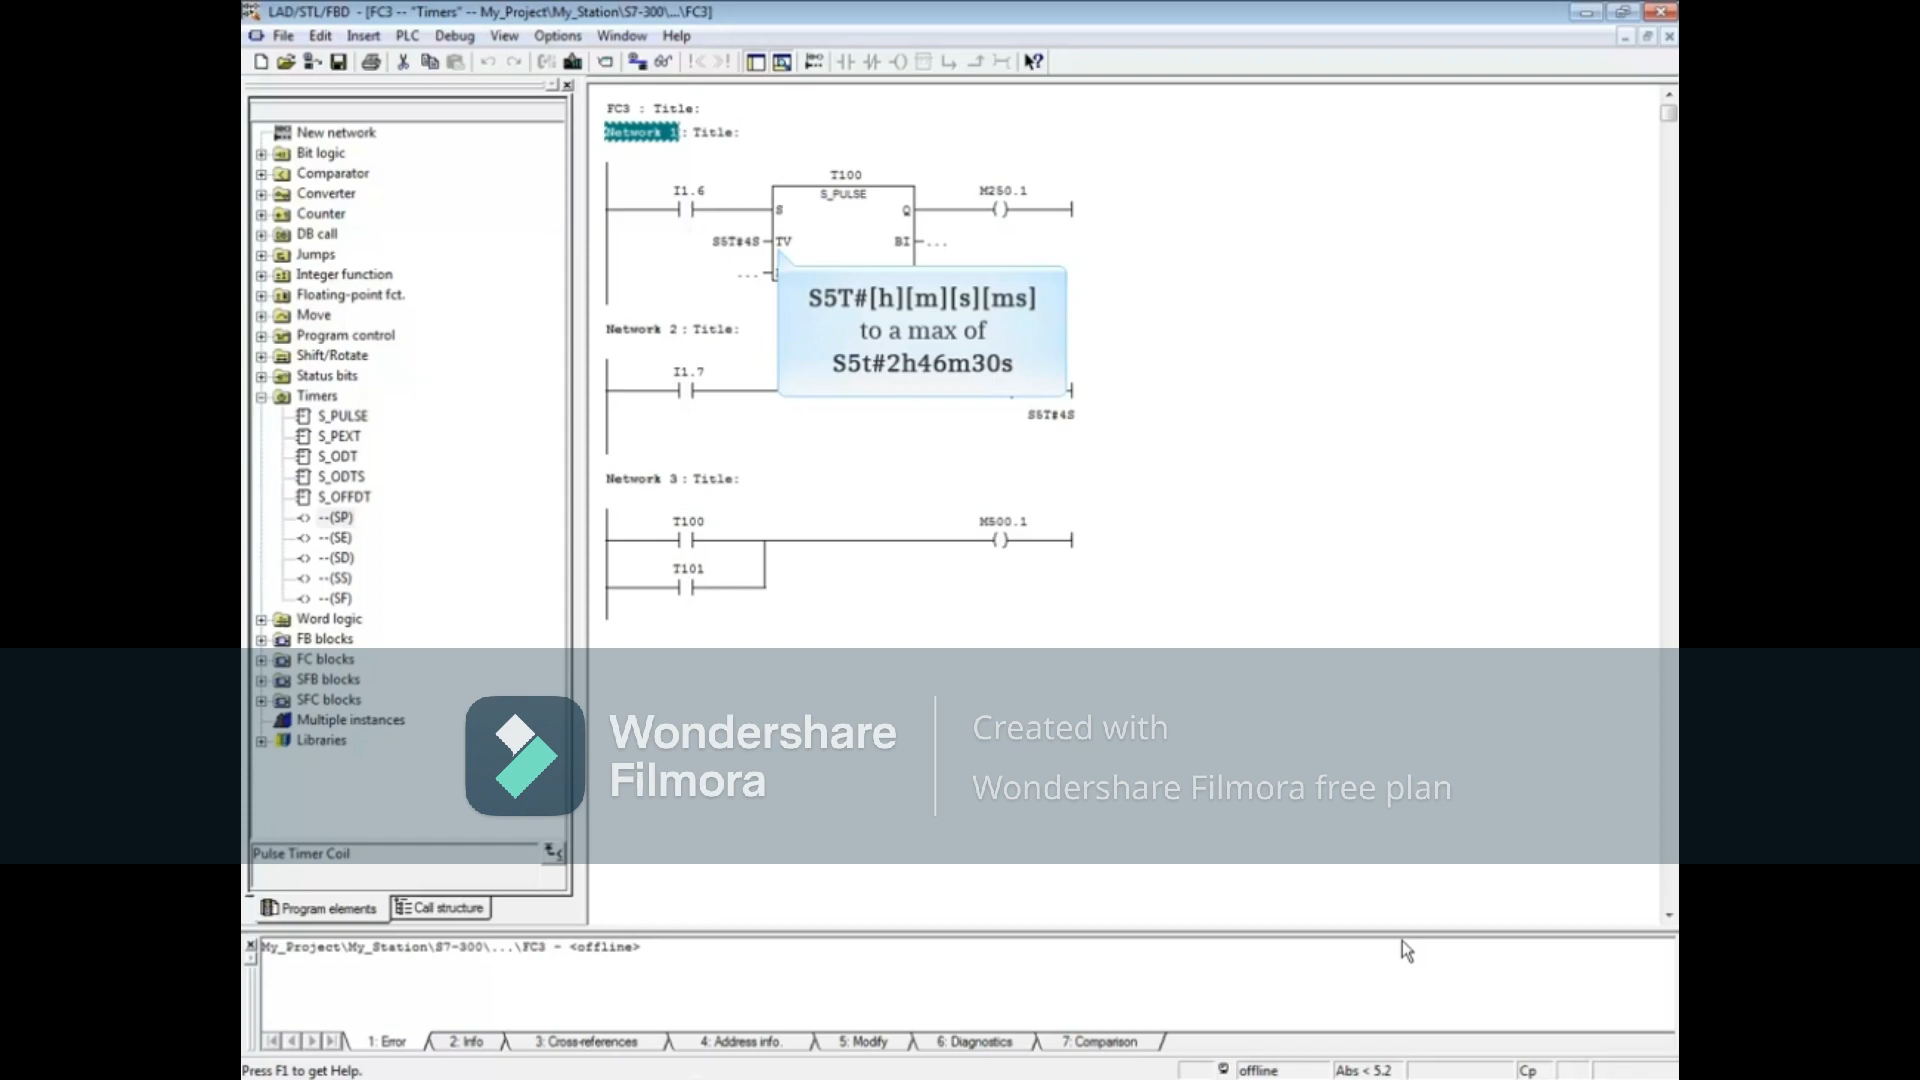 LAD/STL/FBD - [FC3 -- "Timers" -- My_Project\My_Station\S7-300\...\FC3]
File Edit Insert PLC Debug View Options Window Help
New network
Bit logic
Comparator
Converter
Counter
DB call
Jumps
Integer function
Floating-point fct.
Move
Program control
Shift/Rotate
Status bits
Timers
S_PULSE
S_PEXT
S_ODT
S_ODTS
S_OFFDT
--(SP)
--(SE)
--(SD)
--(SS)
--(SF)
Word logic
FB blocks
FC blocks
SFB blocks
SFC blocks
Multiple instances
Libraries
Pulse Timer Coil
Program elements
Call structure
FC3 : Title:
Network 1 : Title:
T100
I1.6
S_PULSE
M250.1
S
Q
S5T#4S
TV
BI
...
...
S5T#[h][m][s][ms]
to a max of
S5t#2h46m30s
Network 2 : Title:
I1.7
S5T#4S
Network 3 : Title:
T100
M500.1
T101
Wondershare
Filmora
Created with
Wondershare Filmora free plan
My_Project\My_Station\S7-300\...\FC3 - <offline>
1: Error
2: Info
3: Cross-references
4: Address info.
5: Modify
6: Diagnostics
7: Comparison
Press F1 to get Help.
offline
Abs < 5.2
Cp